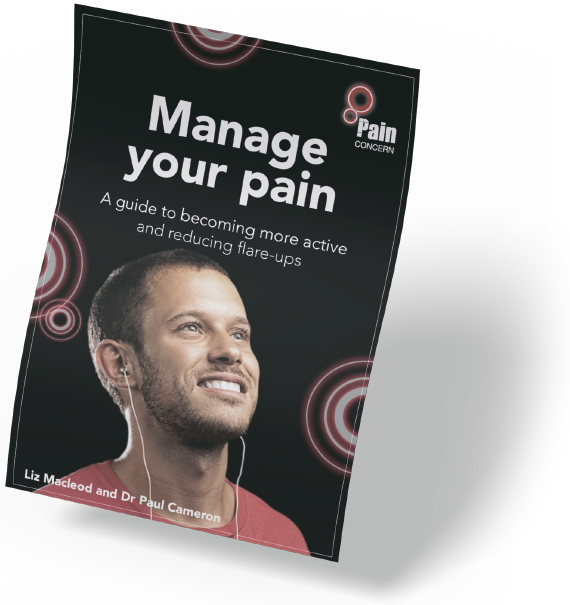 Pain
CONCERN
Manage
your pain
A guide to becoming more active
and reducing flare-ups
Liz Macleod and Dr Paul Cameron